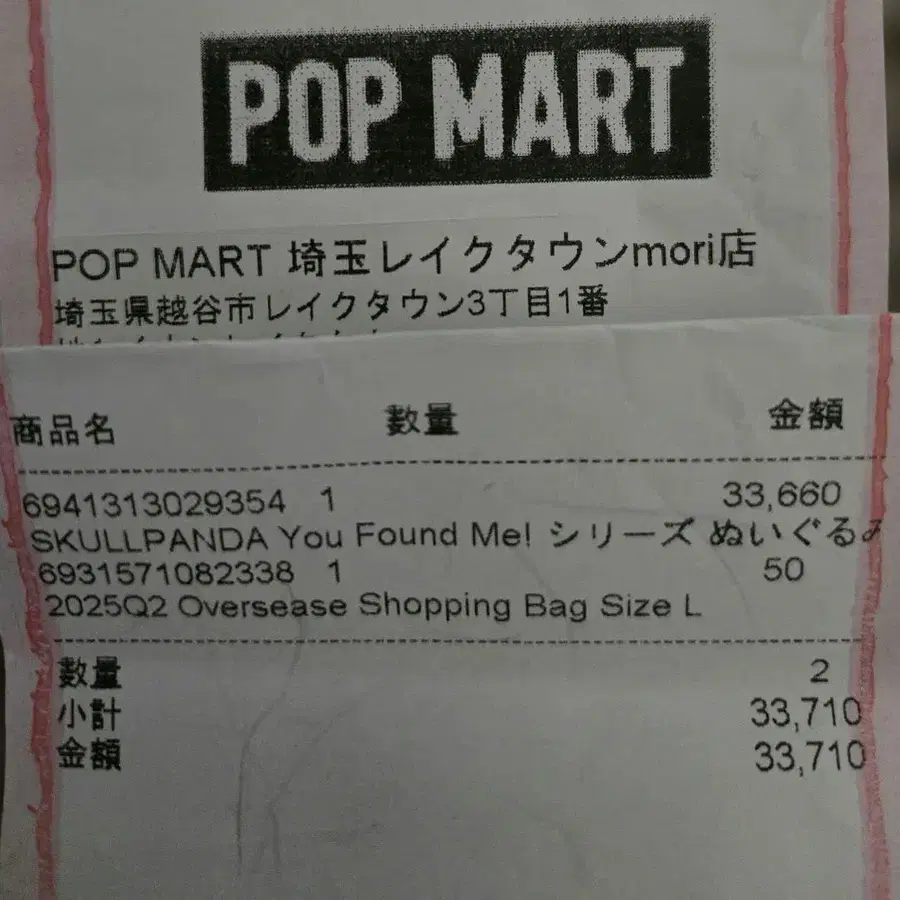 POP MART
POP MART 埼玉レイクタウンmori店
埼玉県越谷市レイクタウン3丁目1番
商品名 数量 金額
6941313029354 1 33,660
SKULLPANDA You Found Me! シリーズ ぬいぐるみ
6931571082338 1 50
2025Q2 Oversease Shopping Bag Size L
数量 2
小計 33,710
金額 33,710